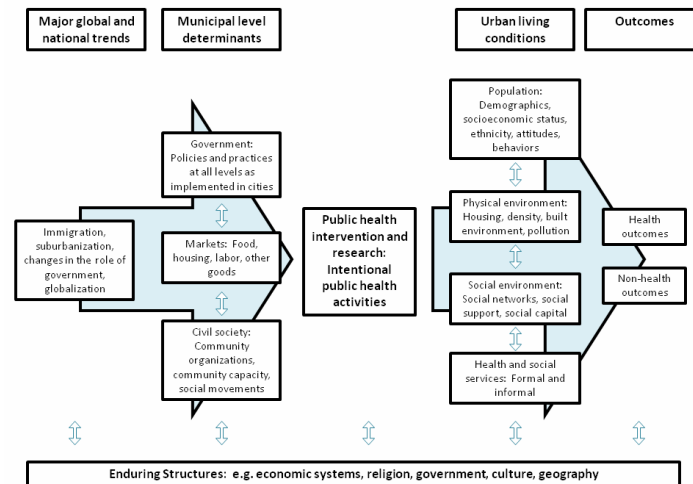 Major global and
national trends
Municipal level
determinants
Urban living
conditions
Outcomes
Immigration,
suburbanization,
changes in the role of
government,
globalization
Government:
Policies and practices
at all levels as
implemented in cities
Markets: Food,
housing, labor, other
goods
Civil society:
Community
organizations,
community capacity,
social movements
Public health
intervention and
research:
Intentional
public health
activities
Population:
Demographics,
socioeconomic status,
ethnicity, attitudes,
behaviors
Physical environment:
Housing, density, built
environment, pollution
Social environment:
Social networks, social
support, social capital
Health and social
services: Formal and
informal
Health
outcomes
Non-health
outcomes
Enduring Structures: e.g. economic systems, religion, government, culture, geography